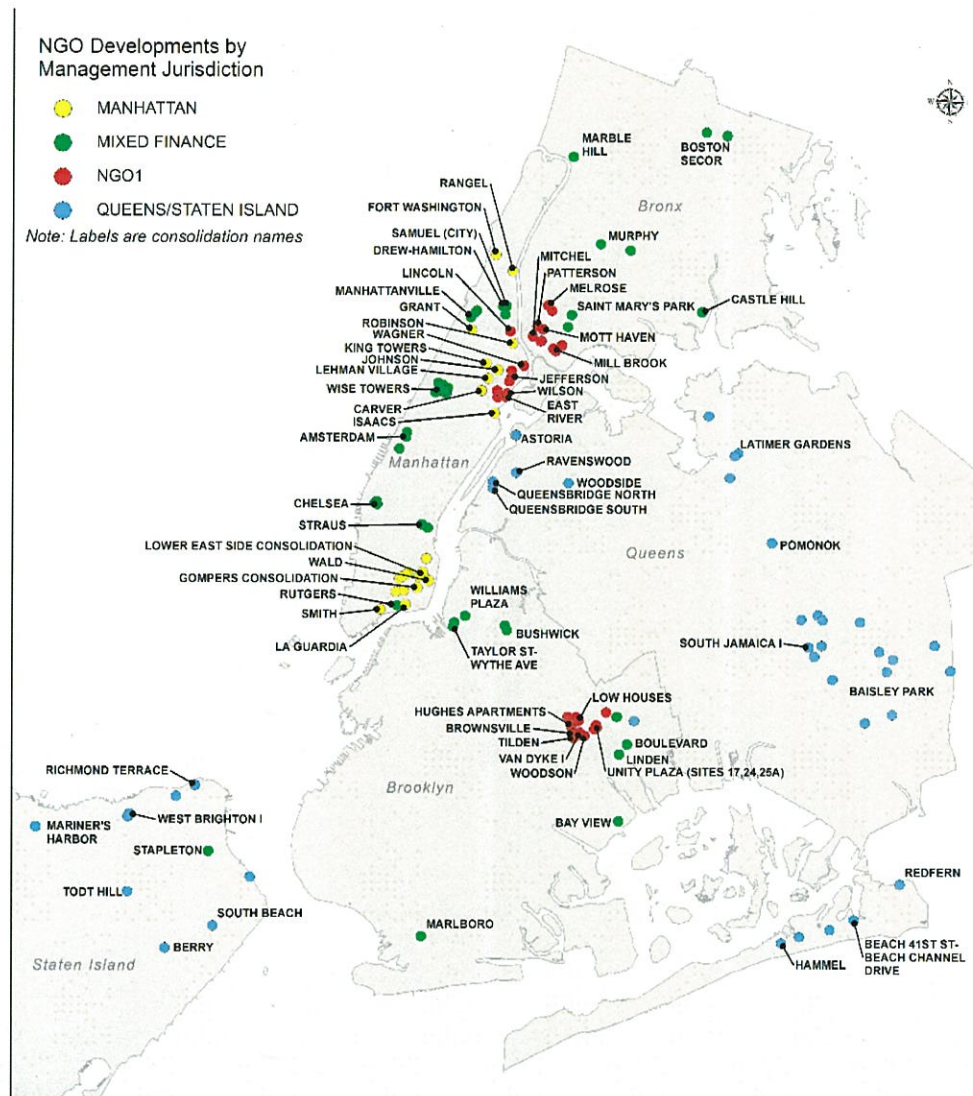 NGO Developments by
Management Jurisdiction
MANHATTAN
MIXED FINANCE
NGO1
QUEENS/STATEN ISLAND
Note: Labels are consolidation names
N
W
E
S
MARBLE
HILL
BOSTON
SECOR
RANGEL
Bronx
FORT WASHINGTON
SAMUEL (CITY)
MURPHY
DREW-HAMILTON
MITCHEL
LINCOLN
PATTERSON
MANHATTANVILLE
MELROSE
GRANT
SAINT MARY'S PARK
CASTLE HILL
ROBINSON
MOTT HAVEN
WAGNER
KING TOWERS
MILL BROOK
JOHNSON
LEHMAN VILLAGE
JEFFERSON
WISE TOWERS
WILSON
CARVER
EAST
RIVER
ISAACS
AMSTERDAM
ASTORIA
LATIMER GARDENS
Manhattan
RAVENSWOOD
WOODSIDE
QUEENSBRIDGE NORTH
CHELSEA
QUEENSBRIDGE SOUTH
STRAUS
LOWER EAST SIDE CONSOLIDATION
Queens
POMONOK
WALD
GOMPERS CONSOLIDATION
WILLIAMS
PLAZA
RUTGERS
SMITH
BUSHWICK
LA GUARDIA
TAYLOR ST-
WYTHE AVE
SOUTH JAMAICA I
BAISLEY PARK
LOW HOUSES
HUGHES APARTMENTS
BROWNSVILLE
TILDEN
BOULEVARD
VAN DYKE I
LINDEN
WOODSON
UNITY PLAZA (SITES 17,24,25A)
RICHMOND TERRACE
Brooklyn
WEST BRIGHTON I
MARINER'S
HARBOR
BAY VIEW
STAPLETON
REDFERN
TODT HILL
SOUTH BEACH
MARLBORO
BERRY
BEACH 41ST ST-
BEACH CHANNEL
DRIVE
HAMMEL
Staten Island